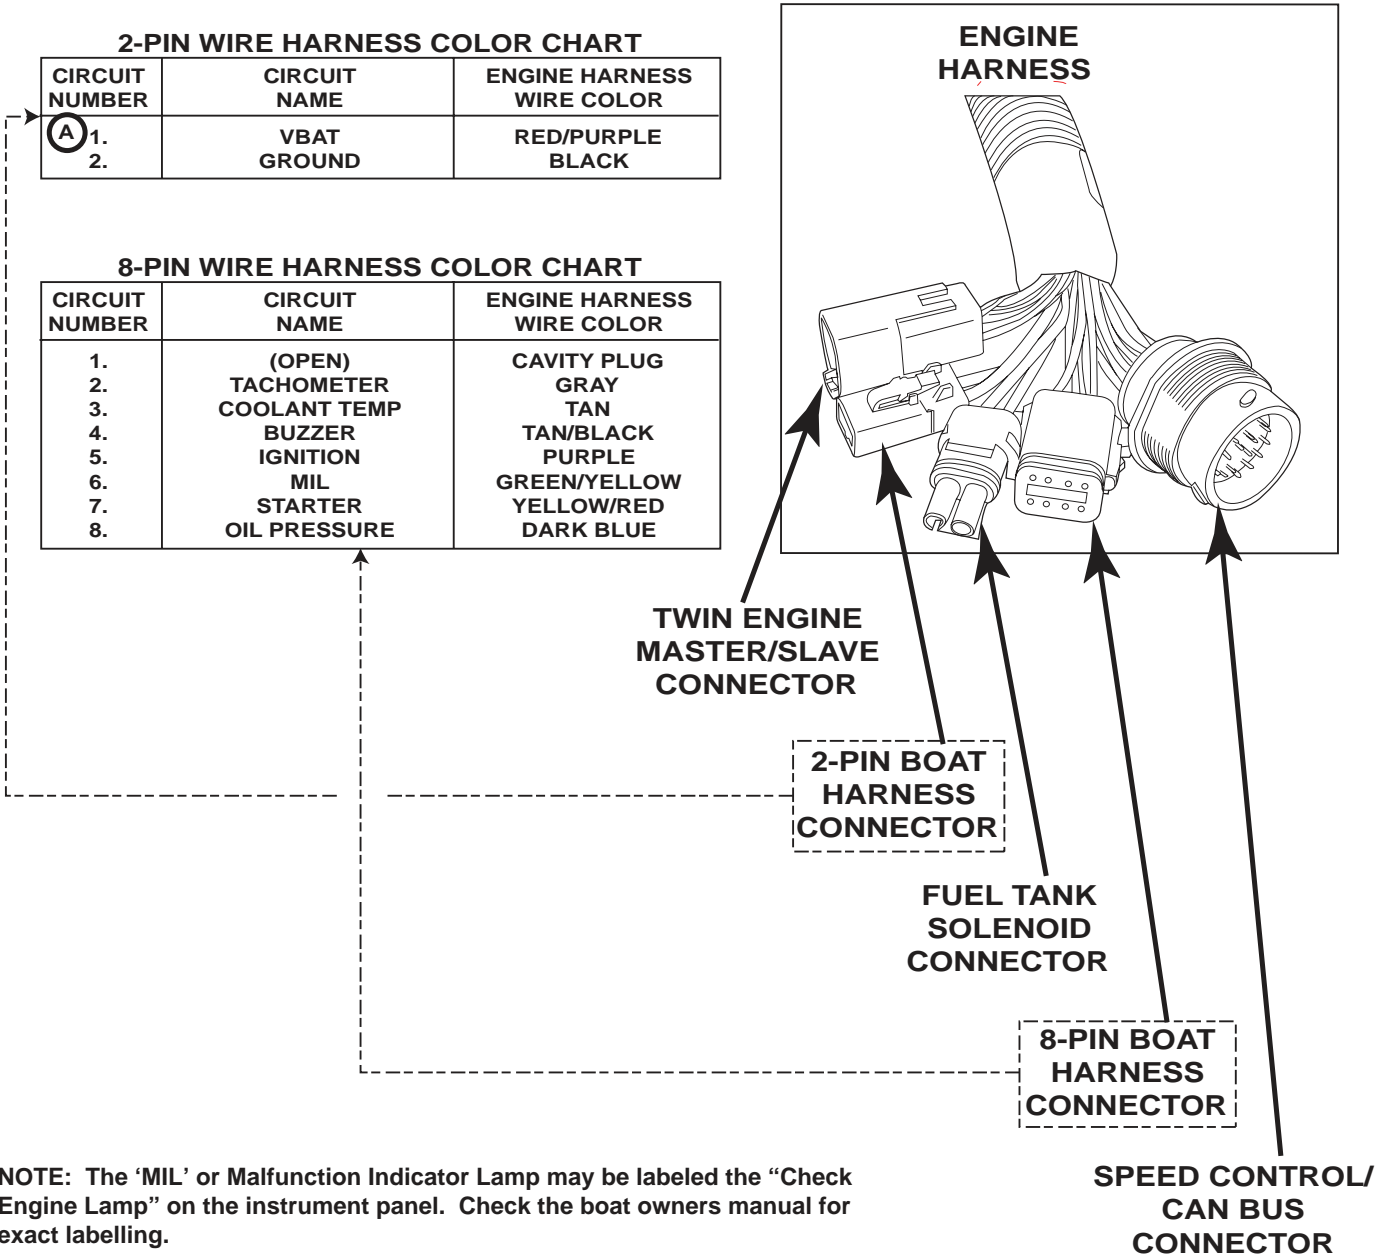 2-PIN WIRE HARNESS COLOR CHART
CIRCUIT NUMBER CIRCUIT NAME ENGINE HARNESS WIRE COLOR
A 1. VBAT RED/PURPLE
2. GROUND BLACK
8-PIN WIRE HARNESS COLOR CHART
CIRCUIT NUMBER CIRCUIT NAME ENGINE HARNESS WIRE COLOR
1. (OPEN) CAVITY PLUG
2. TACHOMETER GRAY
3. COOLANT TEMP TAN
4. BUZZER TAN/BLACK
5. IGNITION PURPLE
6. MIL GREEN/YELLOW
7. STARTER YELLOW/RED
8. OIL PRESSURE DARK BLUE
ENGINE
HARNESS
TWIN ENGINE
MASTER/SLAVE
CONNECTOR
2-PIN BOAT
HARNESS
CONNECTOR
FUEL TANK
SOLENOID
CONNECTOR
8-PIN BOAT
HARNESS
CONNECTOR
SPEED CONTROL/
CAN BUS
CONNECTOR
NOTE: The ‘MIL’ or Malfunction Indicator Lamp may be labeled the “Check
Engine Lamp” on the instrument panel. Check the boat owners manual for
exact labelling.